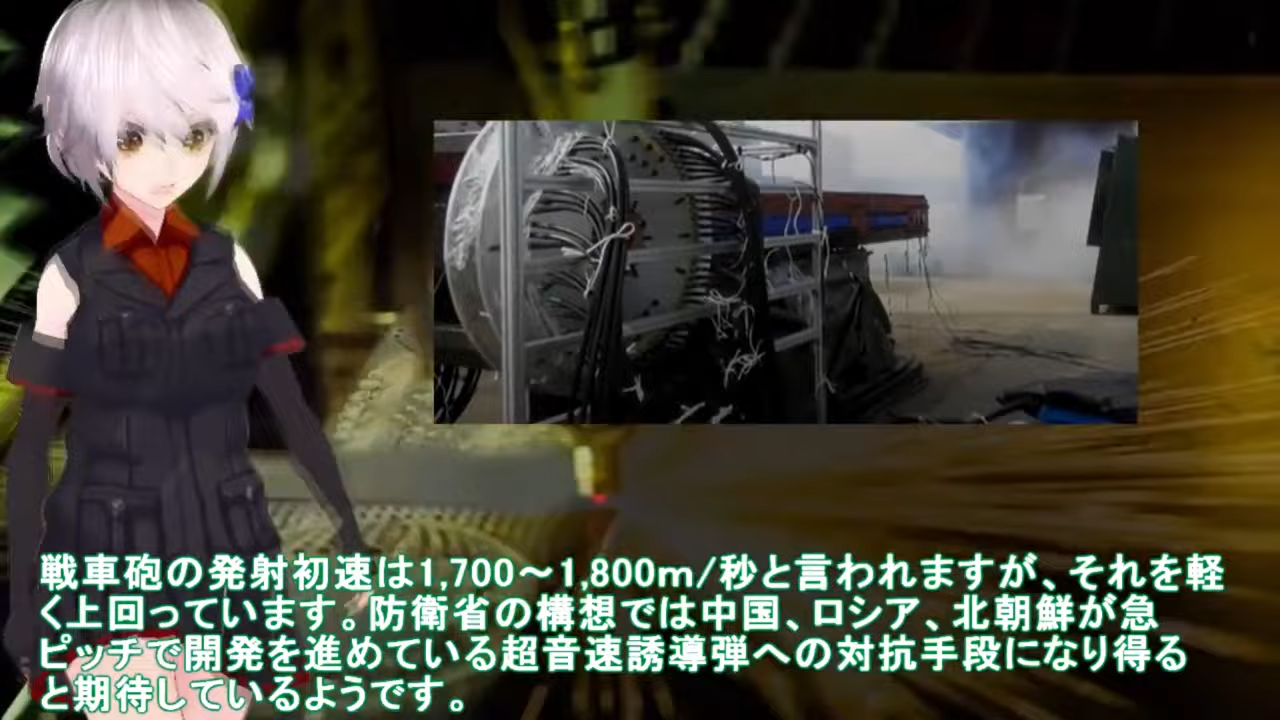 戦車砲の発射初速は1,700～1,800m/秒と言われますが、それを軽
く上回っています。防衛省の構想では中国、ロシア、北朝鮮が急
ピッチで開発を進めている超音速誘導弾への対抗手段になり得る
と期待しているようです。